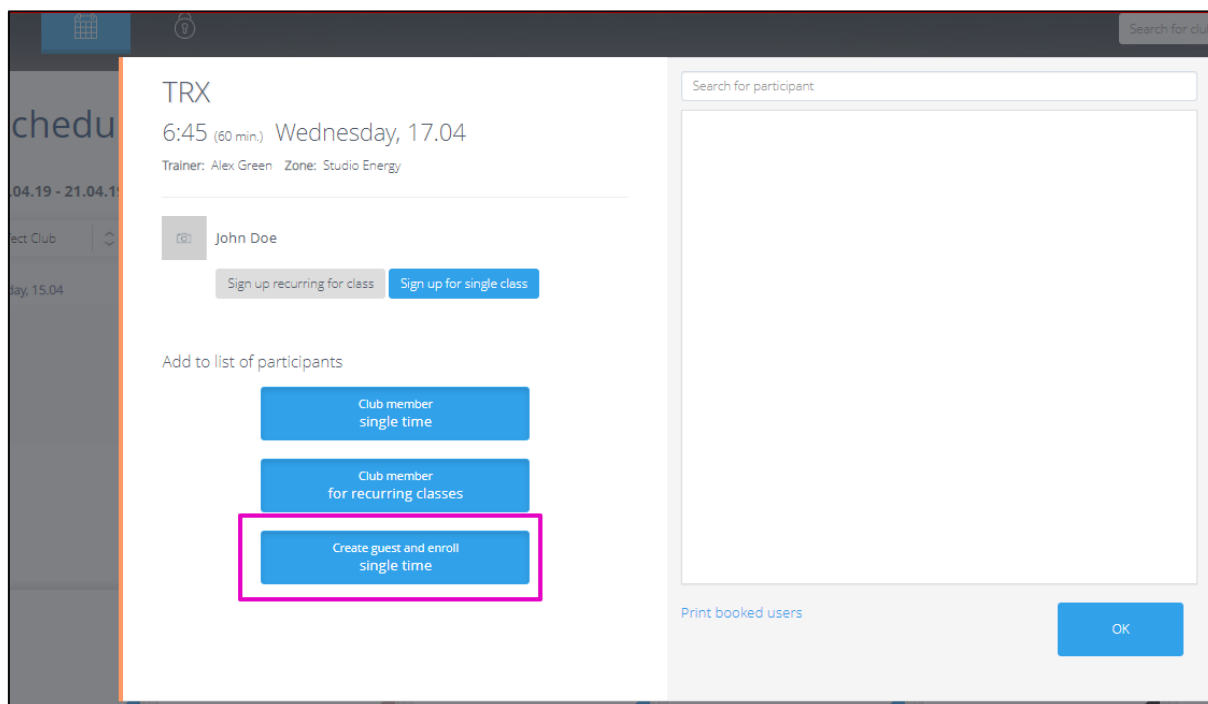 Search for clu
chedu
.04.19 - 21.04.19
fect Club
day, 15.04
TRX
6:45 (60 min.) Wednesday, 17.04
Trainer: Alex Green Zone: Studio Energy
John Doe
Sign up recurring for class
Sign up for single class
Add to list of participants
Club member
single time
Club member
for recurring classes
Create guest and enroll
single time
Search for participant
Print booked users
OK